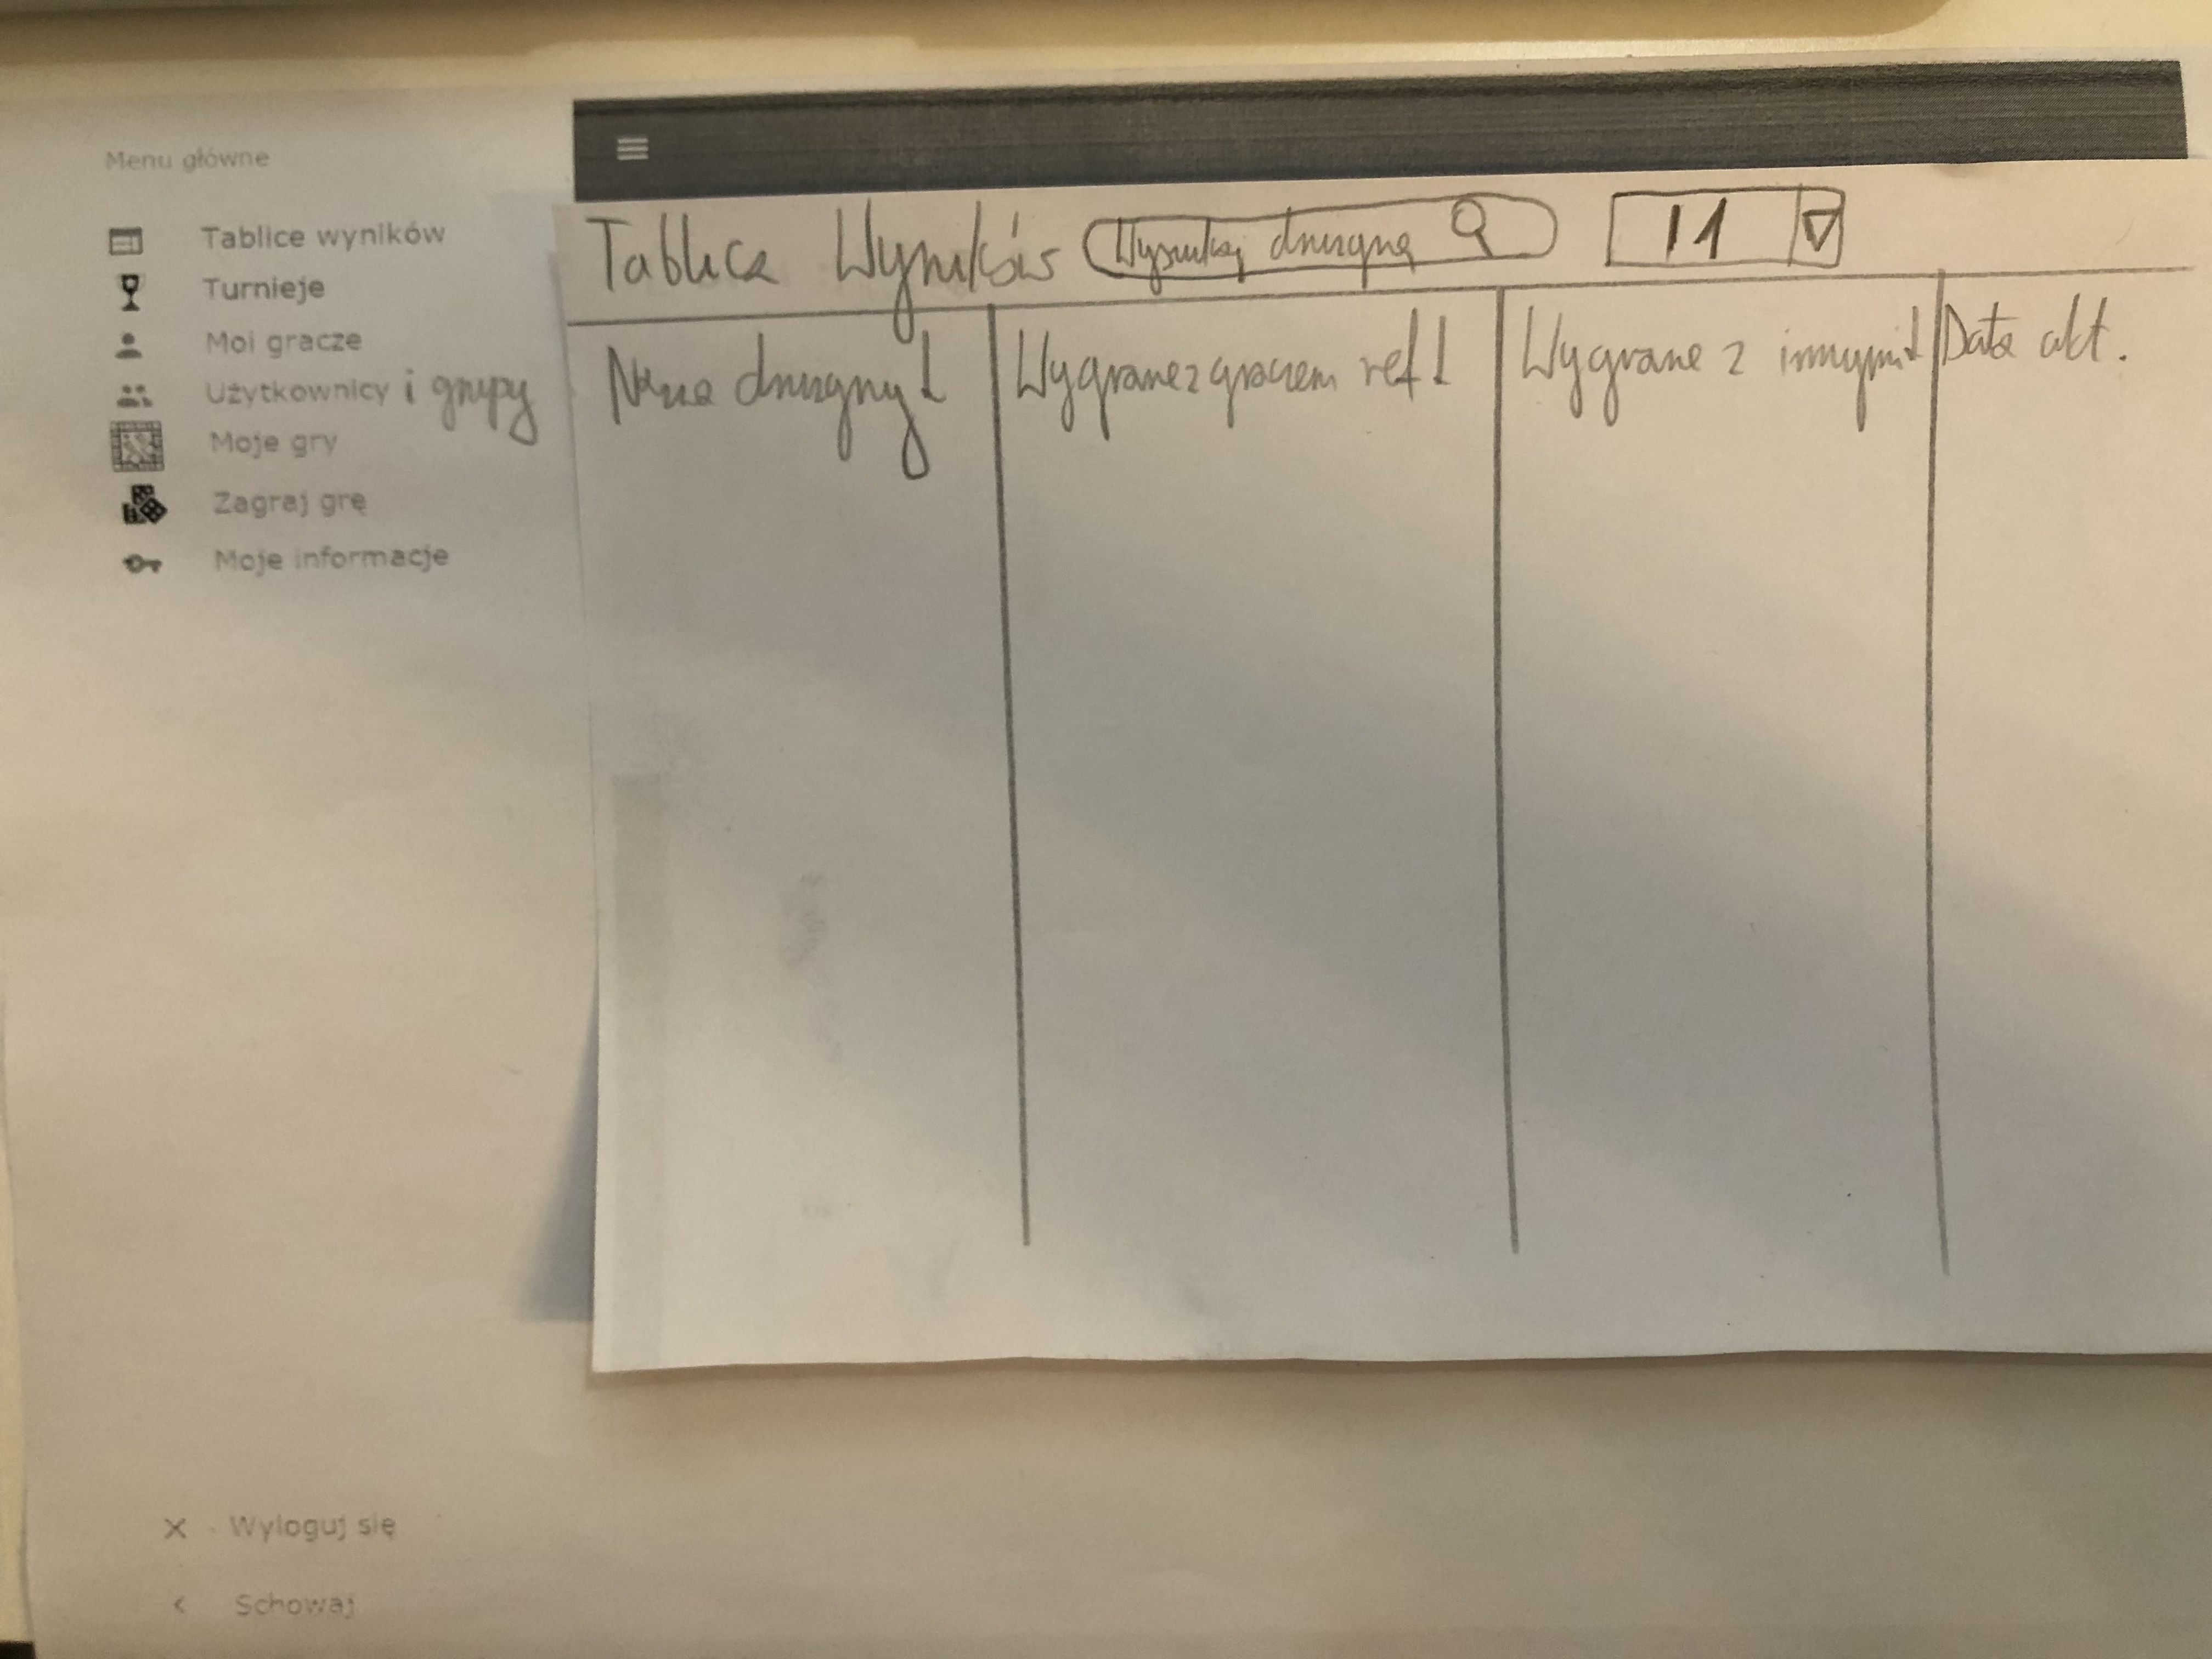 Menu główne
Tablice wyników
Turnieje
Moi gracze
Użytkownicy i grupy
Moje gry
Zagraj grę
Moje informacje
Wyloguj się
Schowaj
Tablica Wyników
Wyszukaj drużynę
11
Nazwa drużyny ↓
Wygrane z graczem ref ↓
Wygrane z innymi ↓
Data akt.